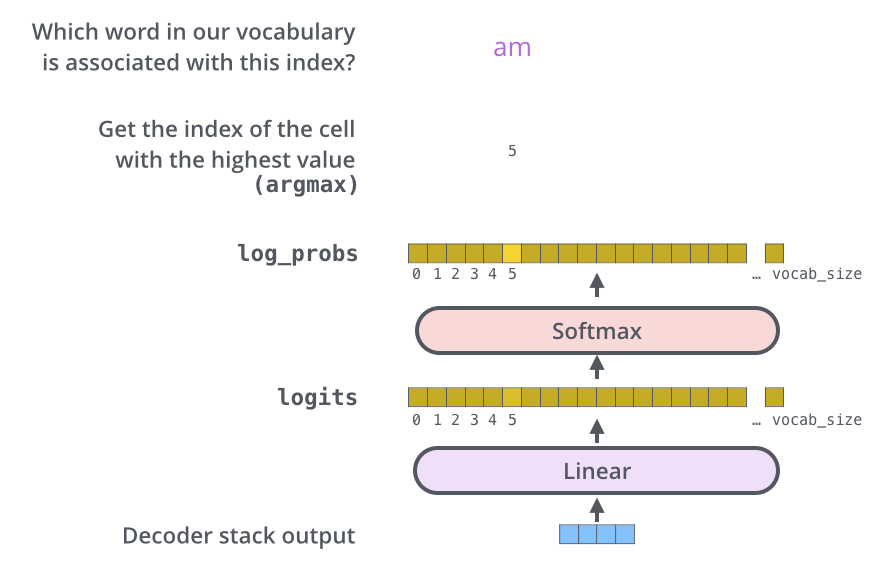 Which word in our vocabulary
is associated with this index?
am
Get the index of the cell
with the highest value
(argmax)
5
log_probs
0 1 2 3 4 5 … vocab_size
Softmax
logits
0 1 2 3 4 5 … vocab_size
Linear
Decoder stack output